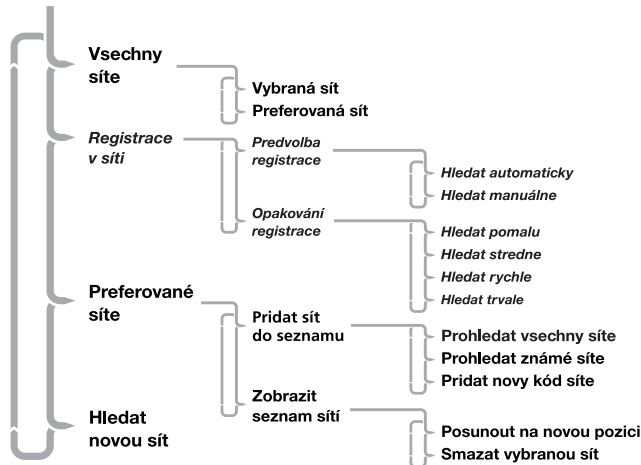 Vsechny
síte
Vybraná sít
Preferovaná sít
Registrace
v síti
Predvolba
registrace
Hledat automaticky
Hledat manuálne
Opakování
registrace
Hledat pomalu
Hledat stredne
Hledat rychle
Hledat trvale
Preferované
síte
Pridat sít
do seznamu
Prohledat vsechny síte
Prohledat známé síte
Pridat novy kód síte
Zobrazit
seznam sítí
Posunout na novou pozici
Smazat vybranou sít
Hledat
novou sít